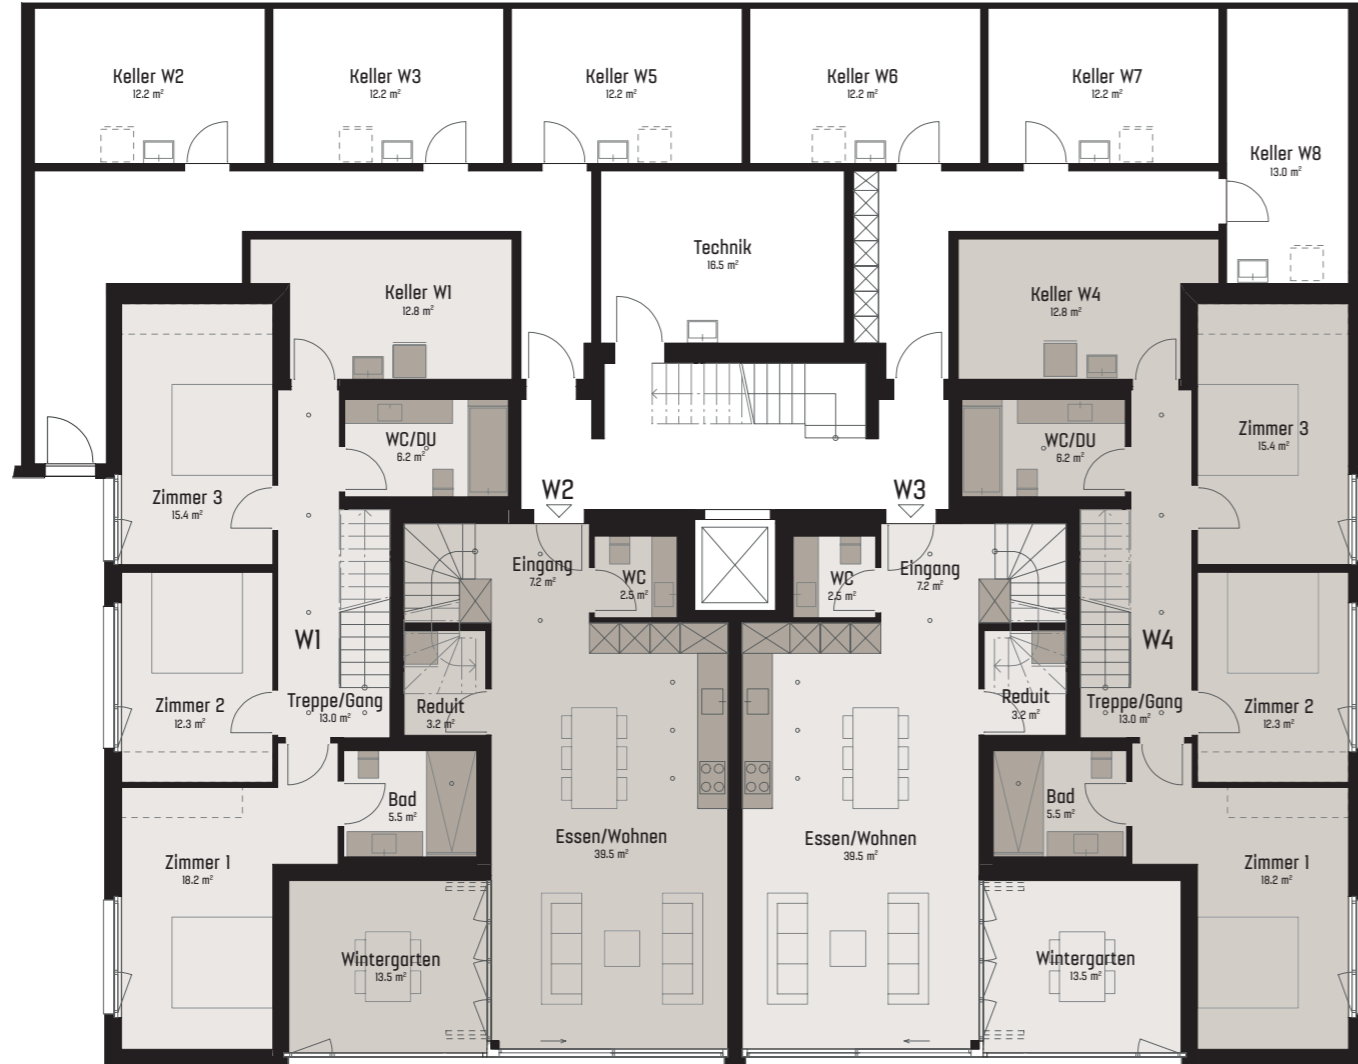 Keller W2
12.2 m²
Keller W3
12.2 m²
Keller W5
12.2 m²
Keller W6
12.2 m²
Keller W7
12.2 m²
Keller W8
13.0 m²
Technik
16.5 m²
Keller W1
12.8 m²
Keller W4
12.8 m²
WC/DU
6.2 m²
WC/DU
6.2 m²
Zimmer 3
15.4 m²
Zimmer 3
15.4 m²
W2
W3
Eingang
7.2 m²
WC
2.5 m²
WC
2.5 m²
Eingang
7.2 m²
W1
W4
Treppe/Gang
13.0 m²
Zimmer 2
12.3 m²
Reduit
3.2 m²
Reduit
3.2 m²
Treppe/Gang
13.0 m²
Zimmer 2
12.3 m²
Bad
5.5 m²
Bad
5.5 m²
Essen/Wohnen
39.5 m²
Essen/Wohnen
39.5 m²
Zimmer 1
18.2 m²
Zimmer 1
18.2 m²
Wintergarten
13.5 m²
Wintergarten
13.5 m²